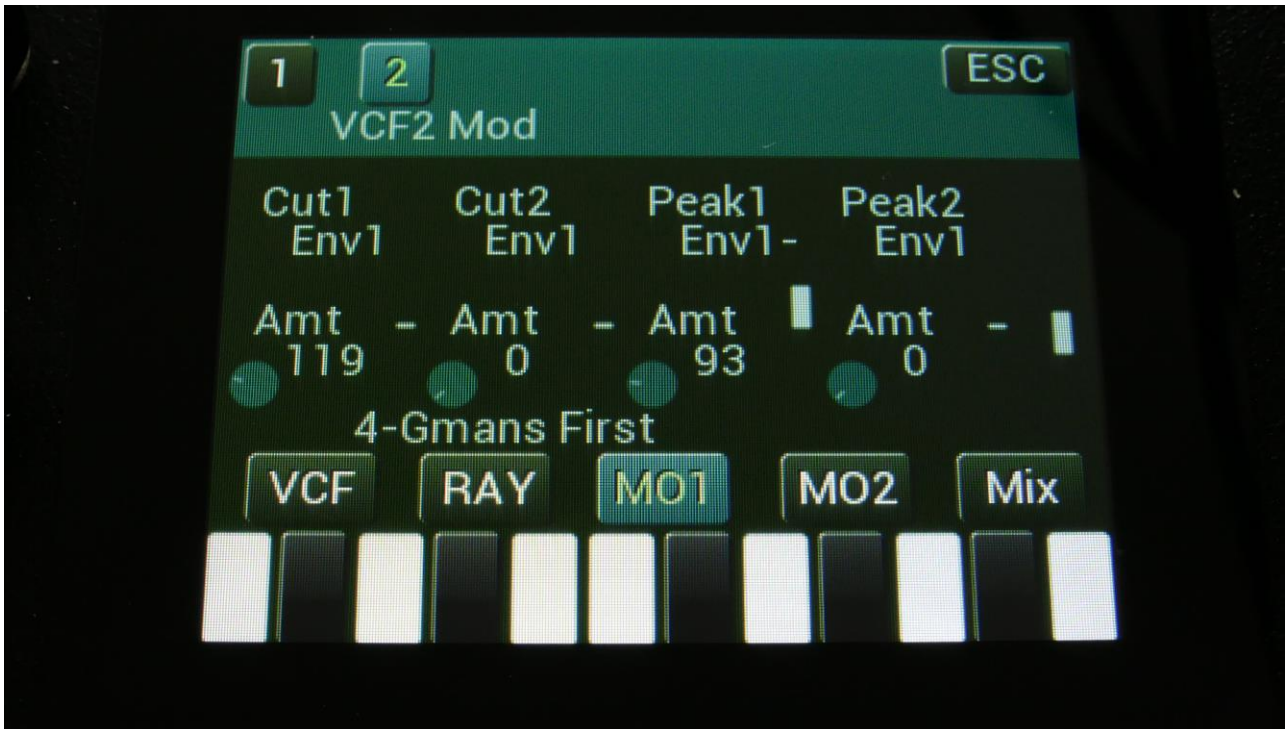 1 2 ESC
VCF2 Mod
Cut1 Cut2 Peak1 Peak2
Env1 Env1 Env1- Env1
Amt - Amt - Amt Amt -
119 0 93 0
4-Gmans First
VCF RAY MO1 MO2 Mix